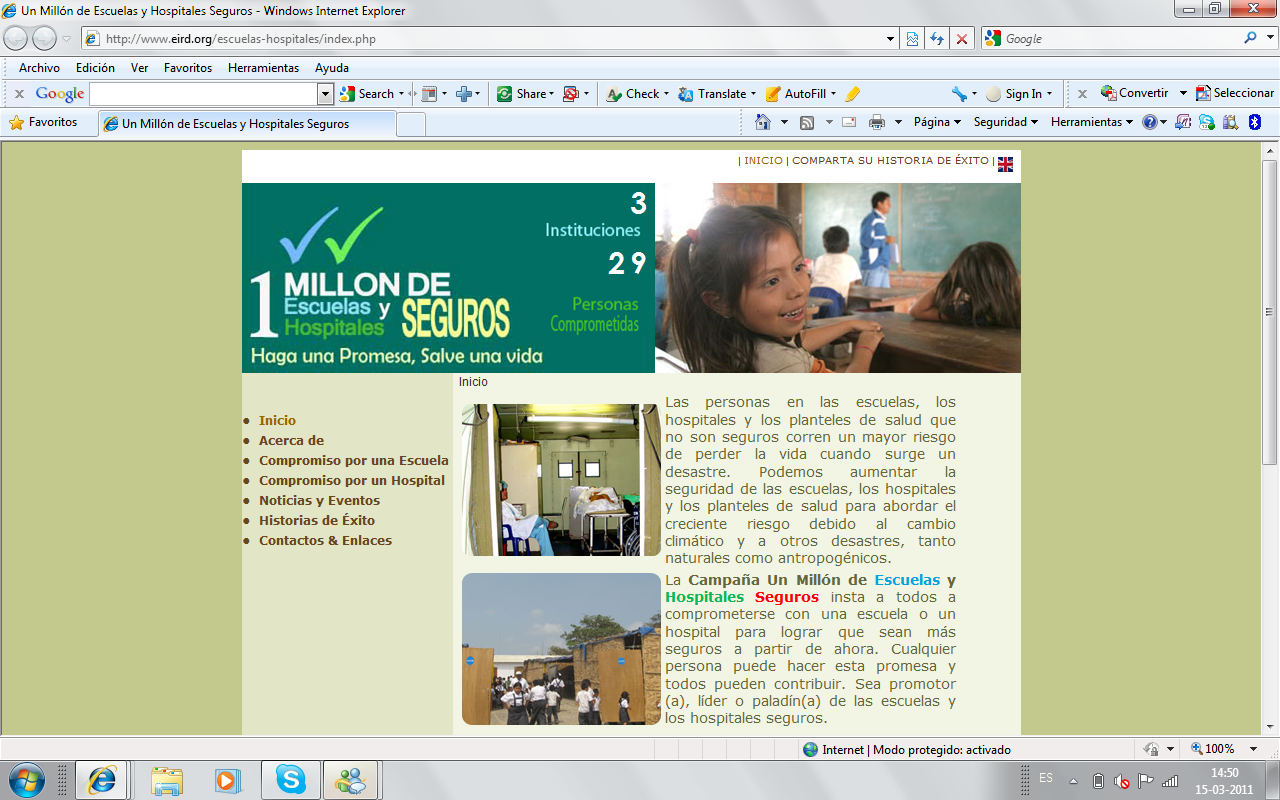 Un Millón de Escuelas y Hospitales Seguros - Windows Internet Explorer
http://www.eird.org/escuelas-hospitales/index.php
Google
Archivo Edición Ver Favoritos Herramientas Ayuda
x Google Search Share Check Translate AutoFill Sign In x Convertir Seleccionar
Favoritos Un Millón de Escuelas y Hospitales Seguros Página Seguridad Herramientas
| INICIO | COMPARTA SU HISTORIA DE ÉXITO |
3
Instituciones
29
Personas
Comprometidas
1 MILLON DE
Escuelas y
Hospitales SEGUROS
Haga una Promesa, Salve una vida
Inicio
● Inicio
● Acerca de
● Compromiso por una Escuela
● Compromiso por un Hospital
● Noticias y Eventos
● Historias de Éxito
● Contactos & Enlaces
Las personas en las escuelas, los
hospitales y los planteles de salud que
no son seguros corren un mayor riesgo
de perder la vida cuando surge un
desastre. Podemos aumentar la
seguridad de las escuelas, los hospitales
y los planteles de salud para abordar el
creciente riesgo debido al cambio
climático y a otros desastres, tanto
naturales como antropogénicos.
La Campaña Un Millón de Escuelas y
Hospitales Seguros insta a todos a
comprometerse con una escuela o un
hospital para lograr que sean más
seguros a partir de ahora. Cualquier
persona puede hacer esta promesa y
todos pueden contribuir. Sea promotor
(a), líder o paladín(a) de las escuelas y
los hospitales seguros.
Internet | Modo protegido: activado
100%
ES
14:50
15-03-2011